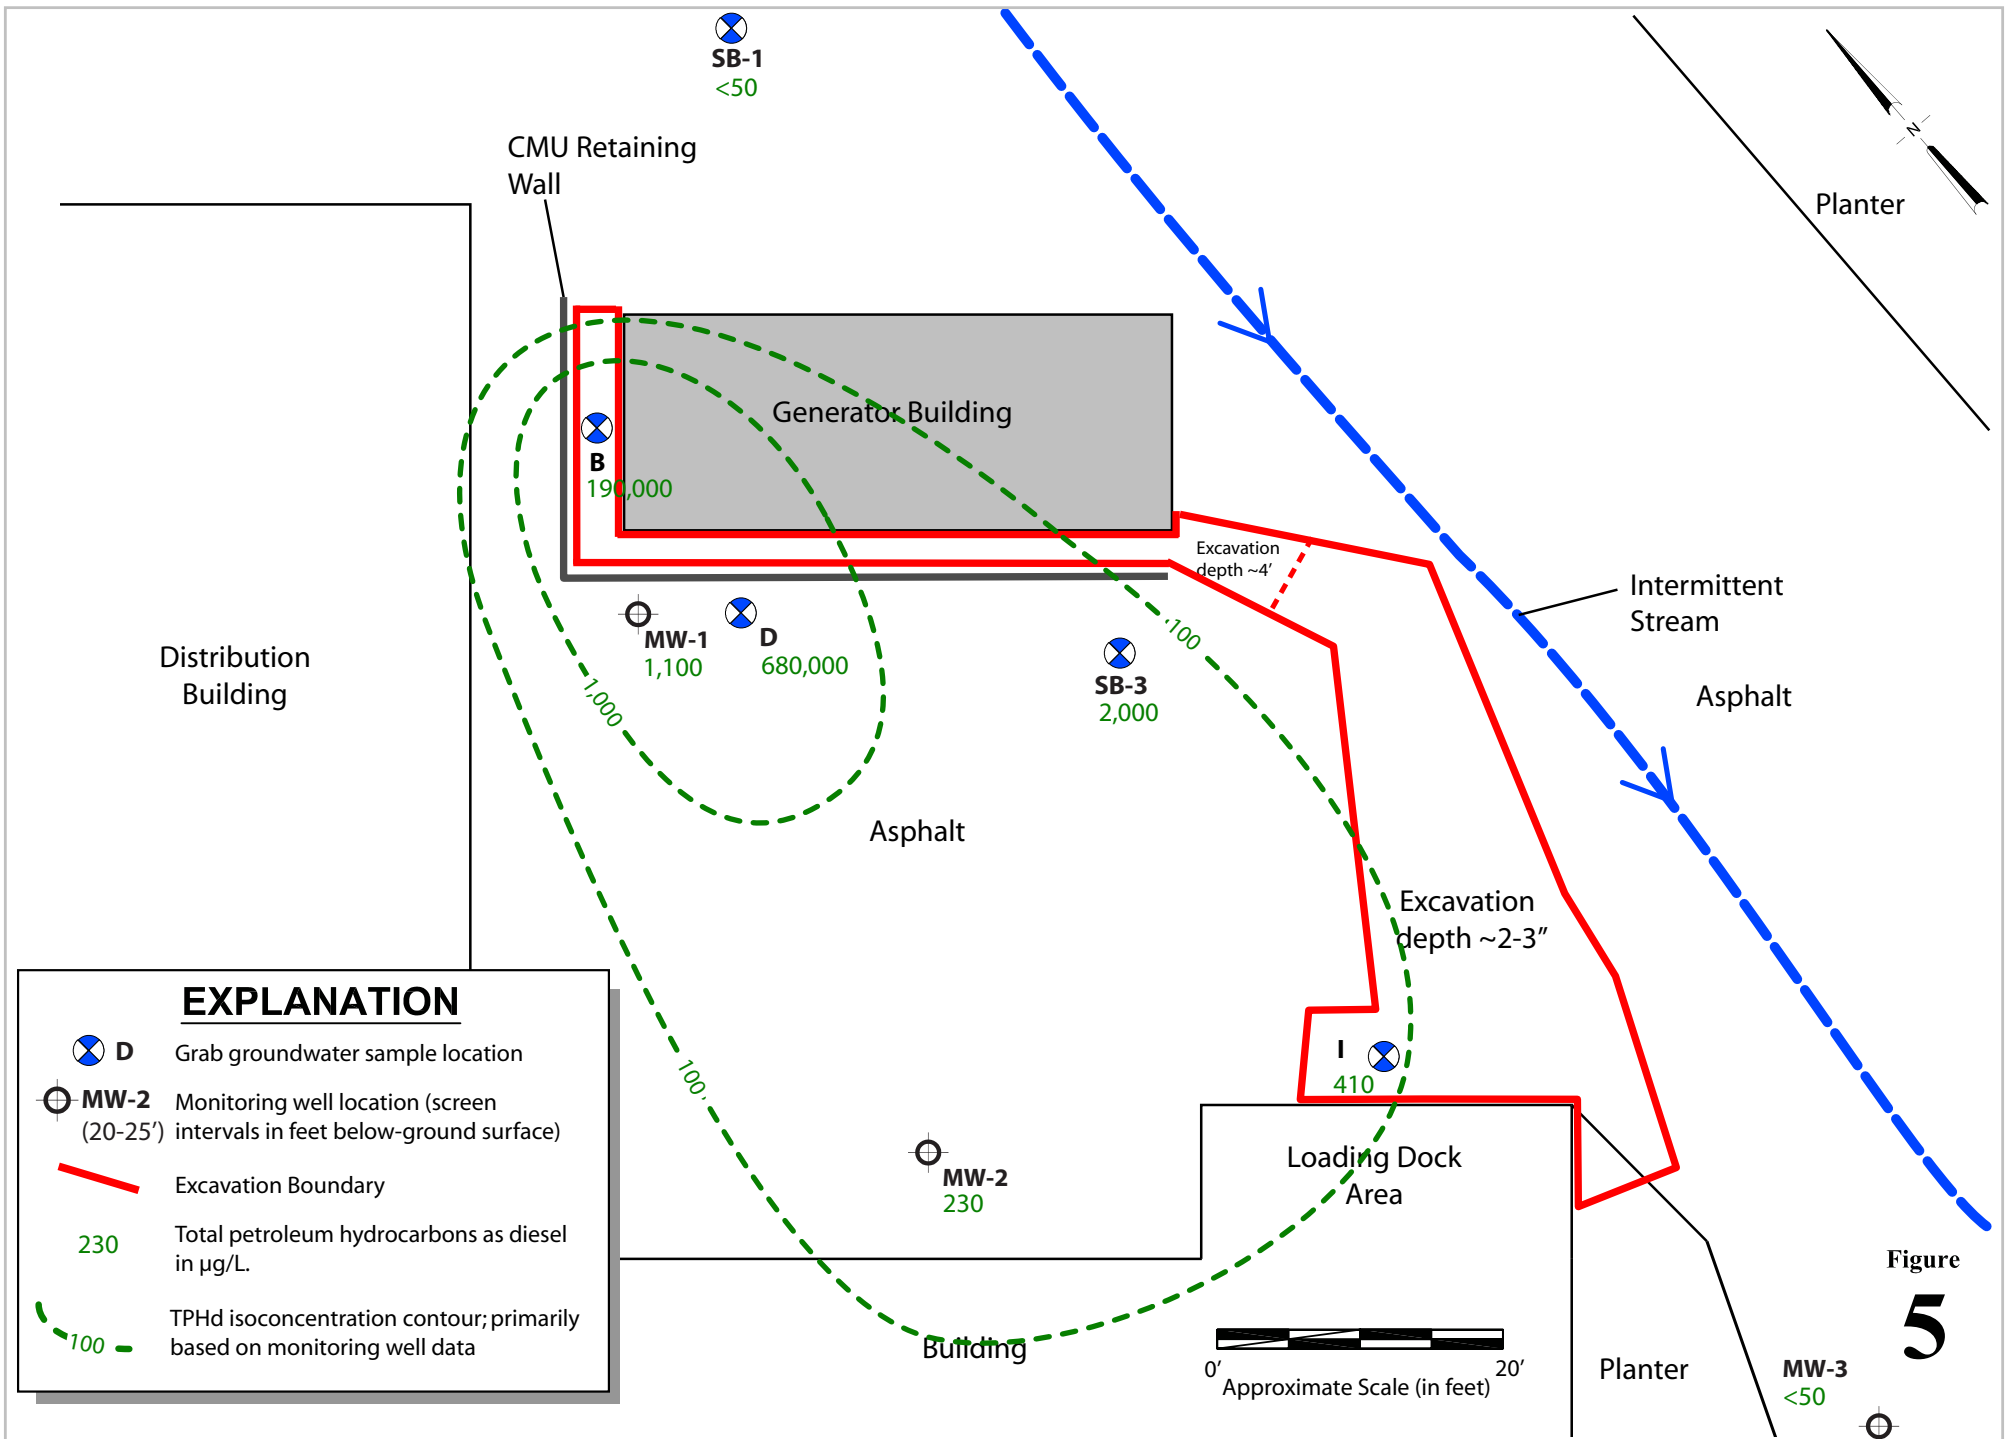 SB-1
<50
CMU Retaining
Wall
N
Planter
Generator Building
B
190,000
Excavation
depth ~4’
Intermittent
Stream
MW-1
1,100
D
680,000
100
SB-3
2,000
Distribution
Building
1,000
Asphalt
Asphalt
Excavation
depth ~2-3”
I
410
100
MW-2
230
Loading Dock
Area
Building
0’
20’
Approximate Scale (in feet)
Planter
MW-3
<50
Figure
5
EXPLANATION
D Grab groundwater sample location
MW-2 Monitoring well location (screen
(20-25’) intervals in feet below-ground surface)
Excavation Boundary
230 Total petroleum hydrocarbons as diesel
in µg/L.
TPHd isoconcentration contour; primarily
100 based on monitoring well data